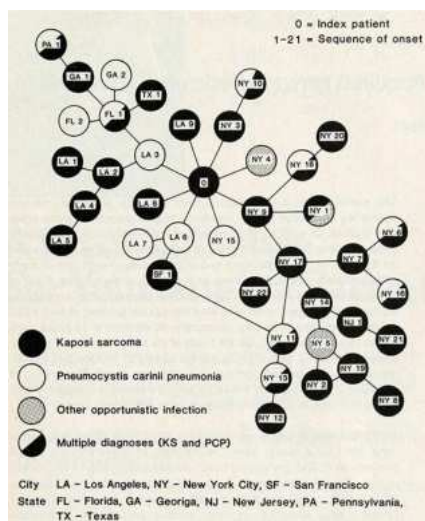 0 = Index patient
1-21 = Sequence of onset
PA 1
GA 1
GA 2
TX 1
NY 10
FL 2
FL 1
LA 9
NY 3
NY 20
LA 1
LA 2
LA 3
NY 4
NY 18
0
LA 4
LA 8
NY 9
NY 1
LA 5
LA 7
LA 6
NY 15
NY 6
SF 1
NY 17
NY 7
NY 22
NY 14
NY 16
NJ 1
NY 11
NY 5
NY 21
NY 13
NY 2
NY 19
NY 12
NY 8
Kaposi sarcoma
Pneumocystis carinii pneumonia
Other opportunistic infection
Multiple diagnoses (KS and PCP)
City LA - Los Angeles, NY - New York City, SF - San Francisco
State FL - Florida, GA - Georiga, NJ - New Jersey, PA - Pennsylvania,
TX - Texas